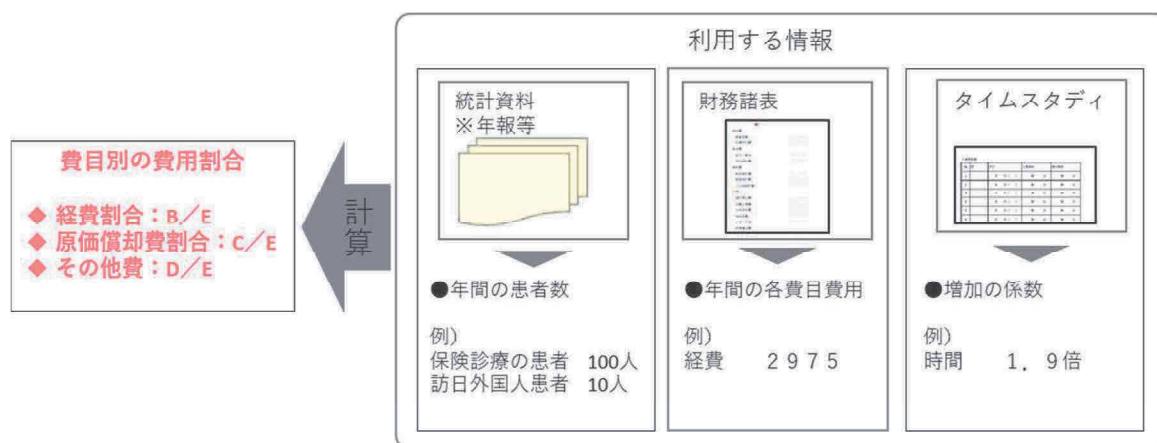 利用する情報
統計資料
※年報等
財務諸表
タイムスタディ
費目別の費用割合
◆ 経費割合：B／E
◆ 原価償却費割合：C／E
◆ その他費：D／E
計算
●年間の患者数
例）
保険診療の患者 100人
訪日外国人患者 10人
●年間の各費目費用
例）
経費 ２９７５
●増加の係数
例）
時間 １．９倍